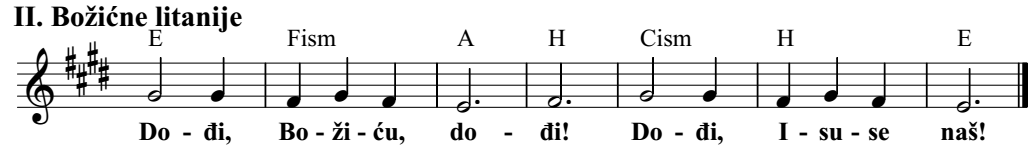 II. Božićne litanije
E Fism A H Cism H E
Do - đi, Bo - ži - ću, do - đi! Do - đi, I - su - se naš!